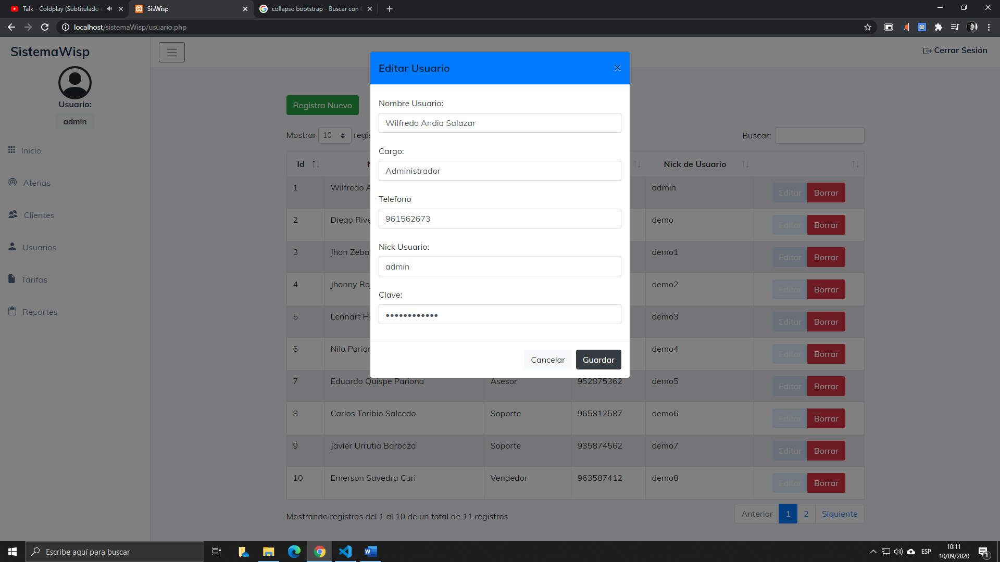 Talk - Coldplay (Subtitulado
SisWisp
collapse bootstrap - Buscar con
localhost/sistemaWisp/usuario.php
SistemaWisp
Cerrar Sesión
Usuario:
admin
Inicio
Atenas
Clientes
Usuarios
Tarifas
Reportes
Registra Nuevo
Mostrar 10 regis
Buscar:
Id
Nick de Usuario
1 Wilfredo A admin Editar Borrar
2 Diego Rive demo Editar Borrar
3 Jhon Zeba demo1 Editar Borrar
4 Jhonny Ro demo2 Editar Borrar
5 Lennart H demo3 Editar Borrar
6 Nilo Parion demo4 Editar Borrar
7 Eduardo Quispe Pariona Asesor 952875362 demo5 Editar Borrar
8 Carlos Toribio Salcedo Soporte 965812587 demo6 Editar Borrar
9 Javier Urrutia Barboza Soporte 935874562 demo7 Editar Borrar
10 Emerson Savedra Curi Vendedor 963587412 demo8 Editar Borrar
Mostrando registros del 1 al 10 de un total de 11 registros
Anterior 1 2 Siguiente
Editar Usuario
×
Nombre Usuario:
Wilfredo Andia Salazar
Cargo:
Administrador
Telefono
961562673
Nick Usuario:
admin
Clave:
••••••••••••
Cancelar Guardar
Escribe aquí para buscar
ESP
10:11
10/09/2020
1